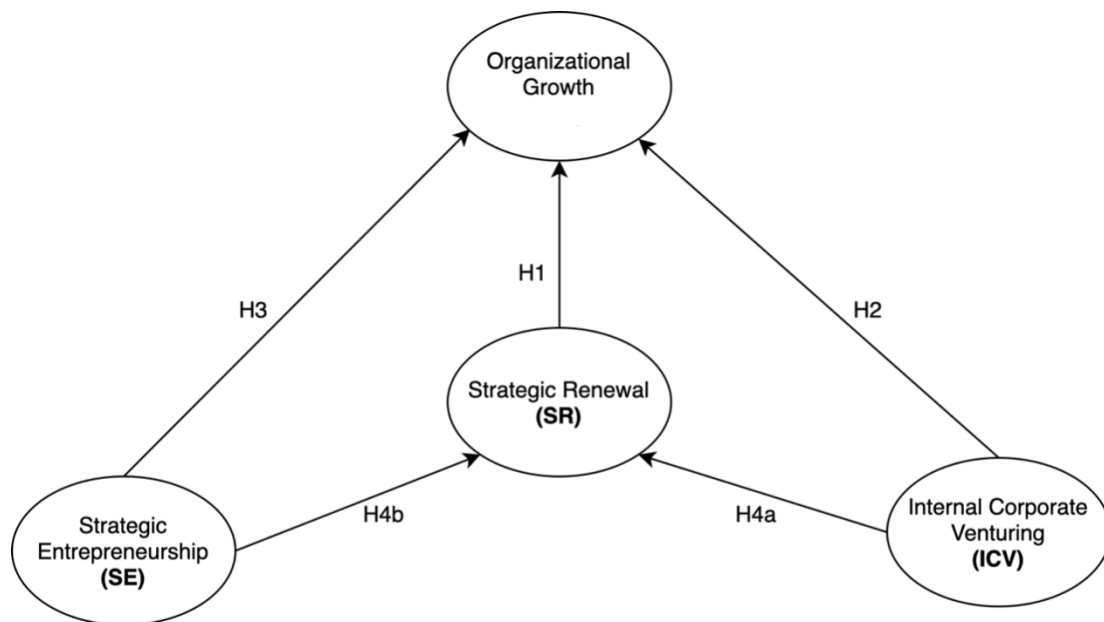 Organizational
Growth
H3
H1
H2
Strategic Renewal
(SR)
H4b
H4a
Strategic
Entrepreneurship
(SE)
Internal Corporate
Venturing
(ICV)